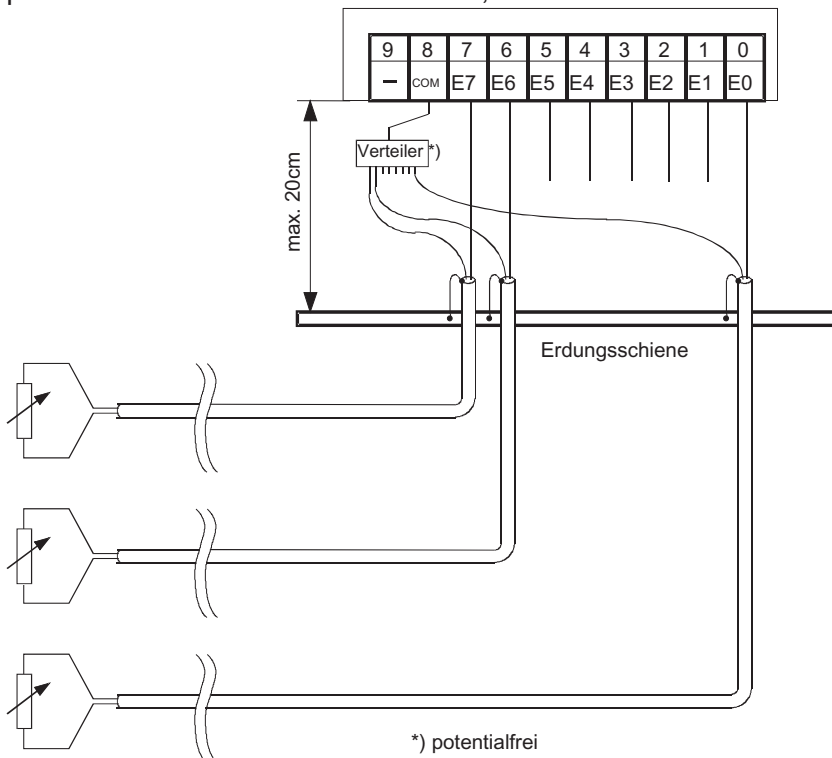 9 8 7 6 5 4 3 2 1 0
– COM E7 E6 E5 E4 E3 E2 E1 E0
Verteiler *)
max. 20cm
Erdungsschiene
*) potentialfrei